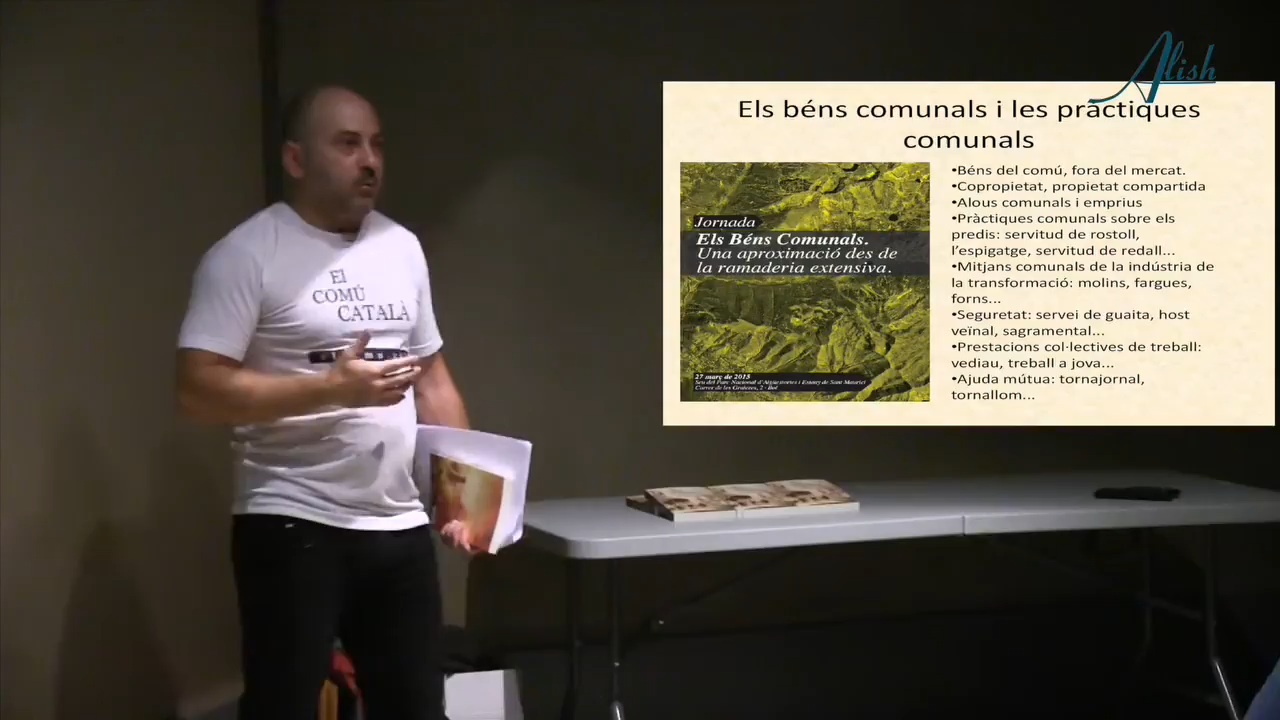 Alish
Els béns comunals i les pràctiques
comunals
Jornada
Els Béns Comunals.
Una aproximació des de
la ramaderia extensiva.
27 març de 2015
Seu del Parc Nacional d'Aigüestortes i Estany de Sant Maurici
Carrer de les Graieres, 2 - Boí
•Béns del comú, fora del mercat.
•Copropietat, propietat compartida
•Alous comunals i emprius
•Pràctiques comunals sobre els
predis: servitud de rostoll,
l'espigatge, servitud de redall...
•Mitjans comunals de la indústria de
la transformació: molins, fargues,
forns...
•Seguretat: servei de guaita, host
veïnal, sagramental...
•Prestacions col·lectives de treball:
vediau, treball a jova...
•Ajuda mútua: tornajornal,
tornallom...
El
COMÚ
CATALÀ